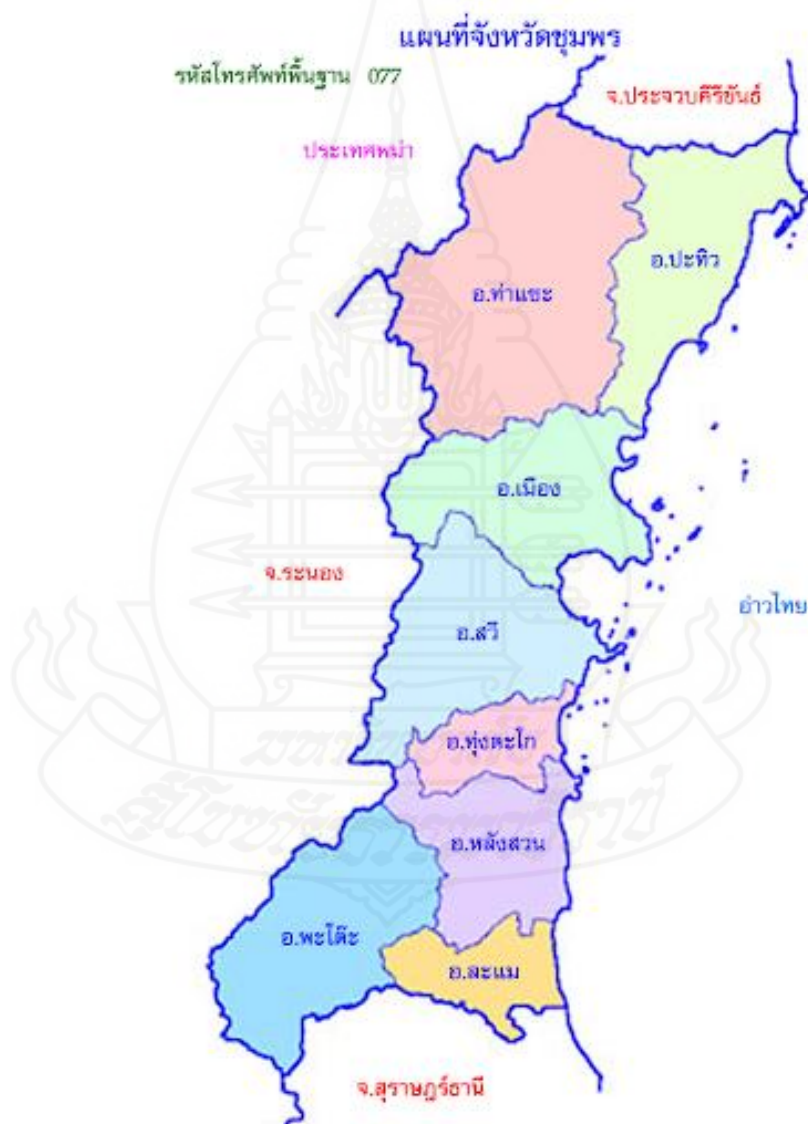 แผนที่จังหวัดชุมพร
รหัสโทรศัพท์พื้นฐาน 077
จ.ประจวบคีรีขันธ์
ประเทศพม่า
อ.ปะทิว
อ.ท่าแซะ
อ.เมือง
จ.ระนอง
อ่าวไทย
อ.สวี
อ.ทุ่งตะโก
อ.หลังสวน
อ.พะโต๊ะ
อ.ละแม
จ.สุราษฎร์ธานี